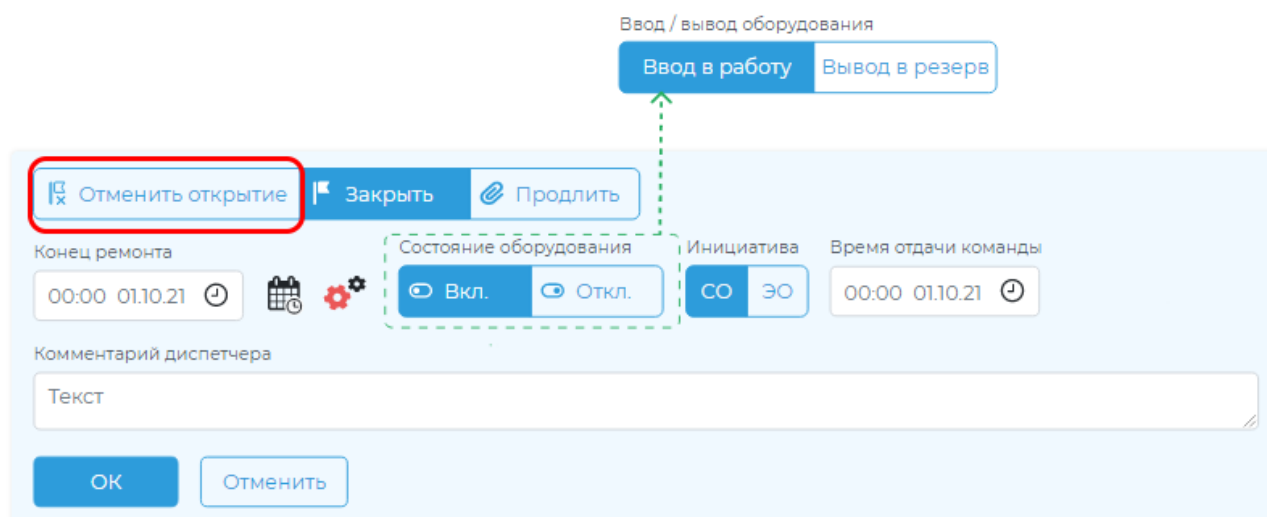 Ввод / вывод оборудования
Ввод в работу Вывод в резерв
Отменить открытие Закрыть Продлить
Конец ремонта Состояние оборудования Инициатива Время отдачи команды
00:00 01.10.21 Вкл. Откл. СО ЭО 00:00 01.10.21
Комментарий диспетчера
Текст
ОК Отменить